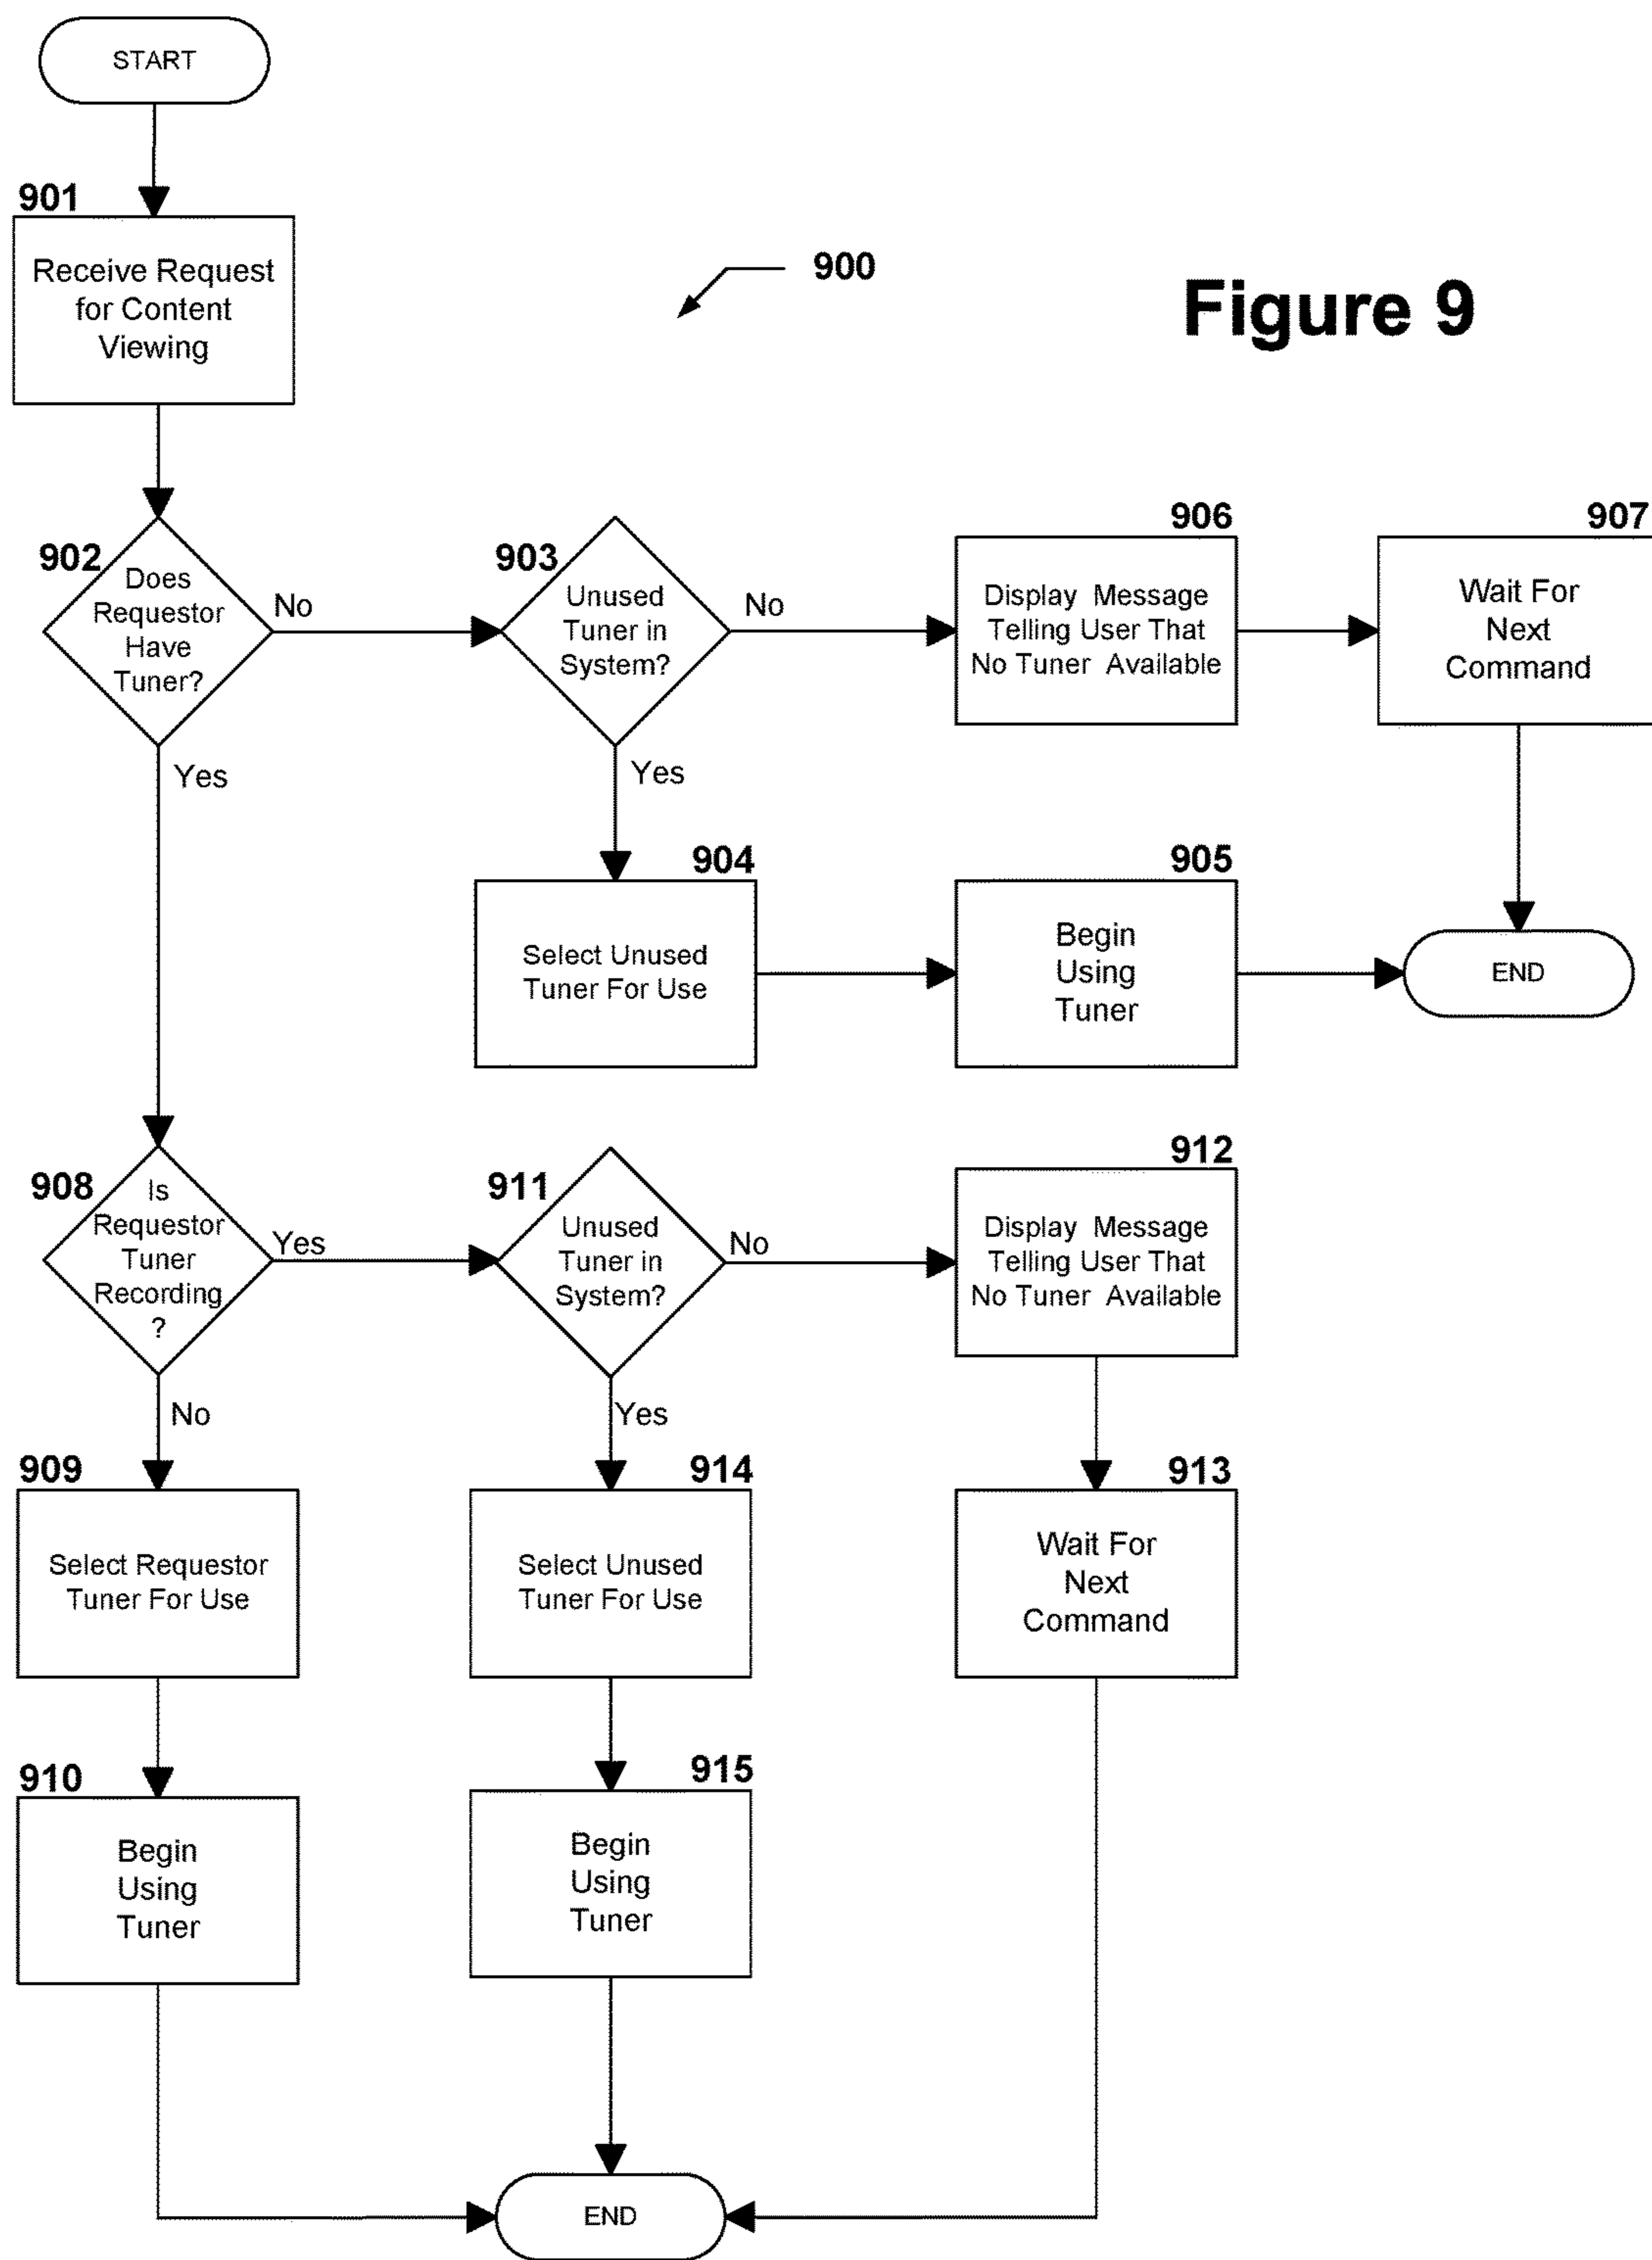 START
901
Receive Request
for Content
Viewing
900
Figure 9
902
Does
Requestor
Have
Tuner?
No
Yes
903
Unused
Tuner in
System?
No
Yes
906
Display Message
Telling User That
No Tuner Available
907
Wait For
Next
Command
904
Select Unused
Tuner For Use
905
Begin
Using
Tuner
END
908
Is
Requestor
Tuner
Recording
?
Yes
No
911
Unused
Tuner in
System?
No
Yes
912
Display Message
Telling User That
No Tuner Available
909
Select Requestor
Tuner For Use
914
Select Unused
Tuner For Use
913
Wait For
Next
Command
910
Begin
Using
Tuner
915
Begin
Using
Tuner
END